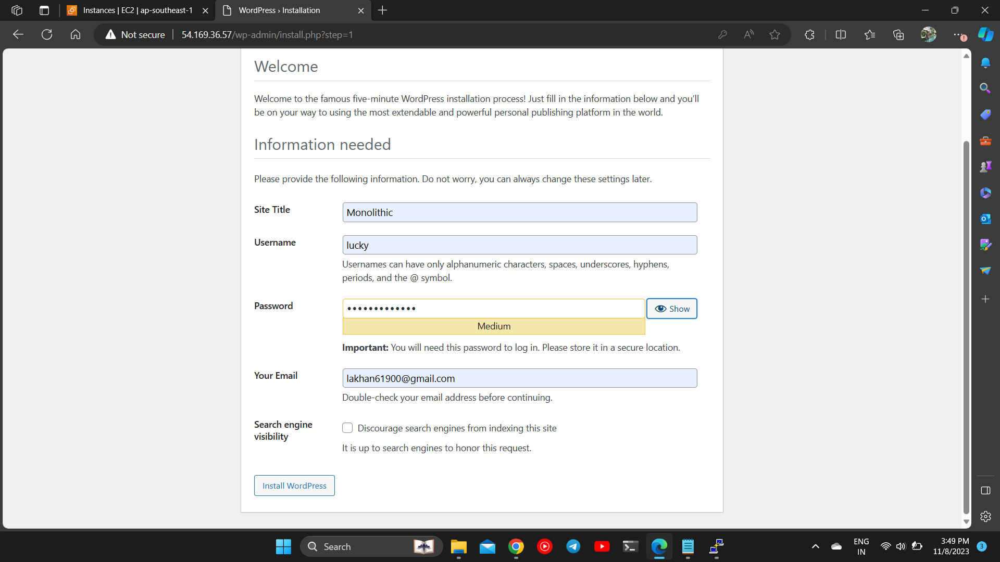 Instances | EC2 | ap-southeast-1
WordPress › Installation
Not secure
54.169.36.57/wp-admin/install.php?step=1
Welcome
Welcome to the famous five-minute WordPress installation process! Just fill in the information below and you'll
be on your way to using the most extendable and powerful personal publishing platform in the world.
Information needed
Please provide the following information. Do not worry, you can always change these settings later.
Site Title
Monolithic
Username
lucky
Usernames can have only alphanumeric characters, spaces, underscores, hyphens,
periods, and the @ symbol.
Password
•••••••••••••
Show
Medium
Important: You will need this password to log in. Please store it in a secure location.
Your Email
lakhan61900@gmail.com
Double-check your email address before continuing.
Search engine
visibility
Discourage search engines from indexing this site
It is up to search engines to honor this request.
Install WordPress
Search
ENG
IN
3:49 PM
11/8/2023
3